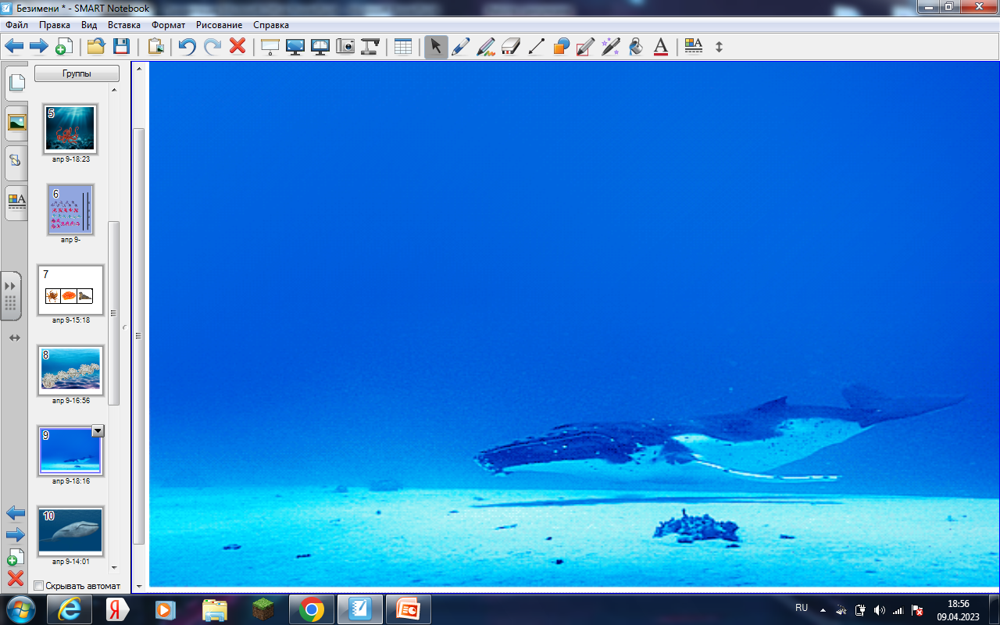 Безимени * - SMART Notebook
Файл Правка Вид Вставка Формат Рисование Справка
A
A
Группы
5
апр 9-18:23
6
апр 9-
7
апр 9-15:18
8
апр 9-16:56
9
апр 9-18:16
10
апр 9-14:01
Скрывать автомат
Я
RU
18:56
09.04.2023